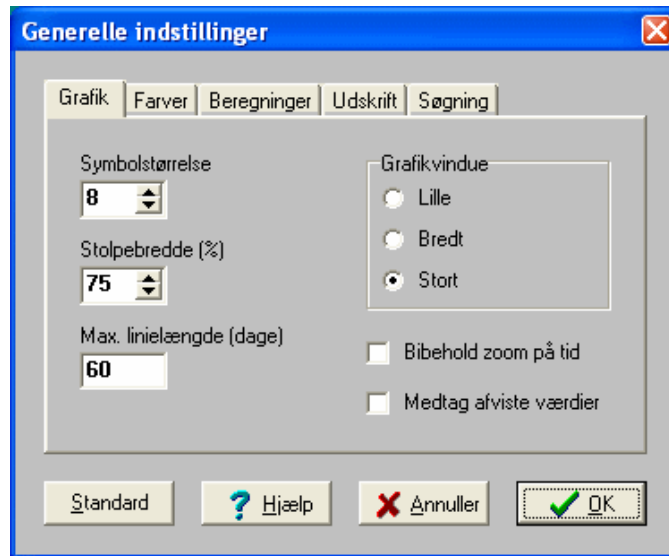 Generelle indstillinger
Grafik Farver Beregninger Udskrift Søgning
Symbolstørrelse
8
Stolpebredde (%)
75
Max. linielængde (dage)
60
Grafikvindue
Lille
Bredt
Stort
Bibehold zoom på tid
Medtag afviste værdier
Standard ? Hjælp Annuller OK